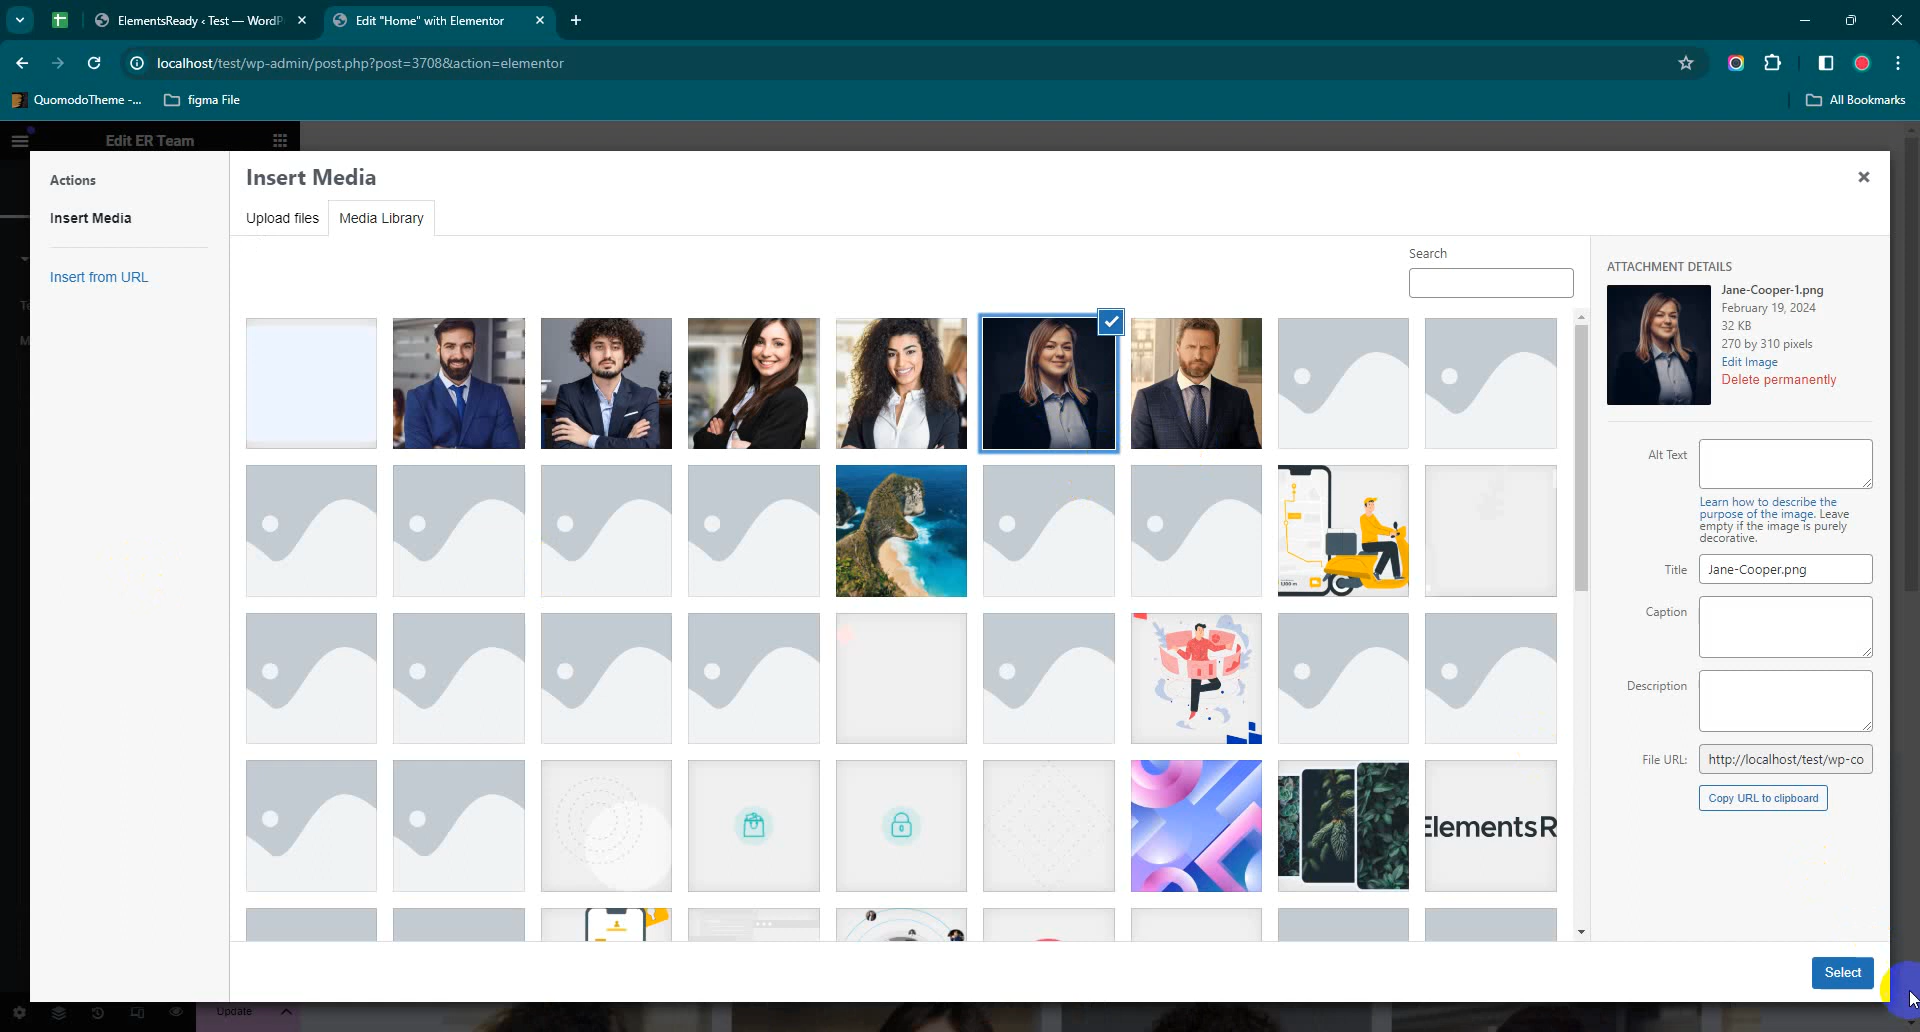 ElementsReady ‹ Test — WordP
Edit "Home" with Elementor
localhost/test/wp-admin/post.php?post=3708&action=elementor
QuomodoTheme -...
figma File
All Bookmarks
Edit ER Team
Actions
Insert Media
Insert from URL
Insert Media
Upload files
Media Library
Search
ElementsR
ATTACHMENT DETAILS
Jane-Cooper-1.png
February 19, 2024
32 KB
270 by 310 pixels
Edit Image
Delete permanently
Alt Text
Learn how to describe the
purpose of the image. Leave
empty if the image is purely
decorative.
Title
Jane-Cooper.png
Caption
Description
File URL:
http://localhost/test/wp-co
Copy URL to clipboard
Select
Update